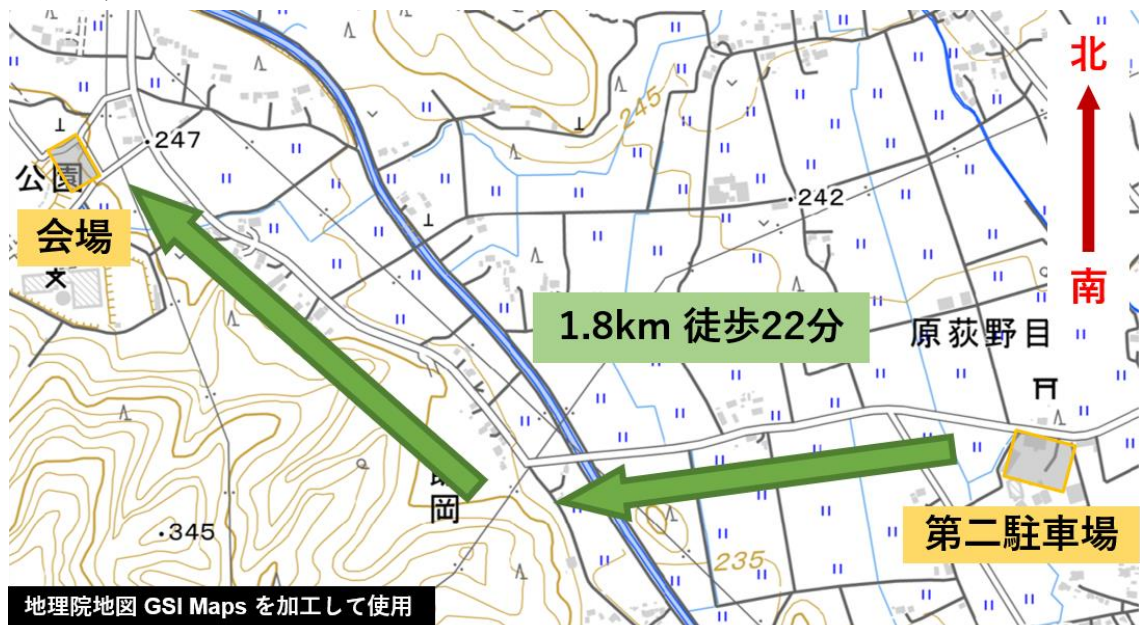 北
南
245
247
公園
会場
242
1.8km 徒歩22分
原荻野目
岡
345
235
第二駐車場
地理院地図 GSI Maps を加工して使用